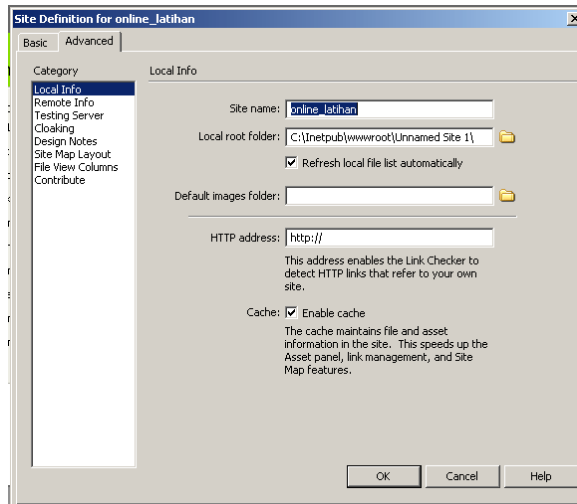 Site Definition for online_latihan
Basic
Advanced
Category
Local Info
Local Info
Remote Info
Testing Server
Cloaking
Design Notes
Site Map Layout
File View Columns
Contribute
Site name: online_latihan
Local root folder: C:\Inetpub\wwwroot\Unnamed Site 1\
Refresh local file list automatically
Default images folder:
HTTP address: http://
This address enables the Link Checker to
detect HTTP links that refer to your own
site.
Cache: Enable cache
The cache maintains file and asset
information in the site. This speeds up the
Asset panel, link management, and Site
Map features.
OK
Cancel
Help